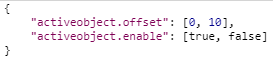 {
    "activeobject.offset": [0, 10],
    "activeobject.enable": [true, false]
}